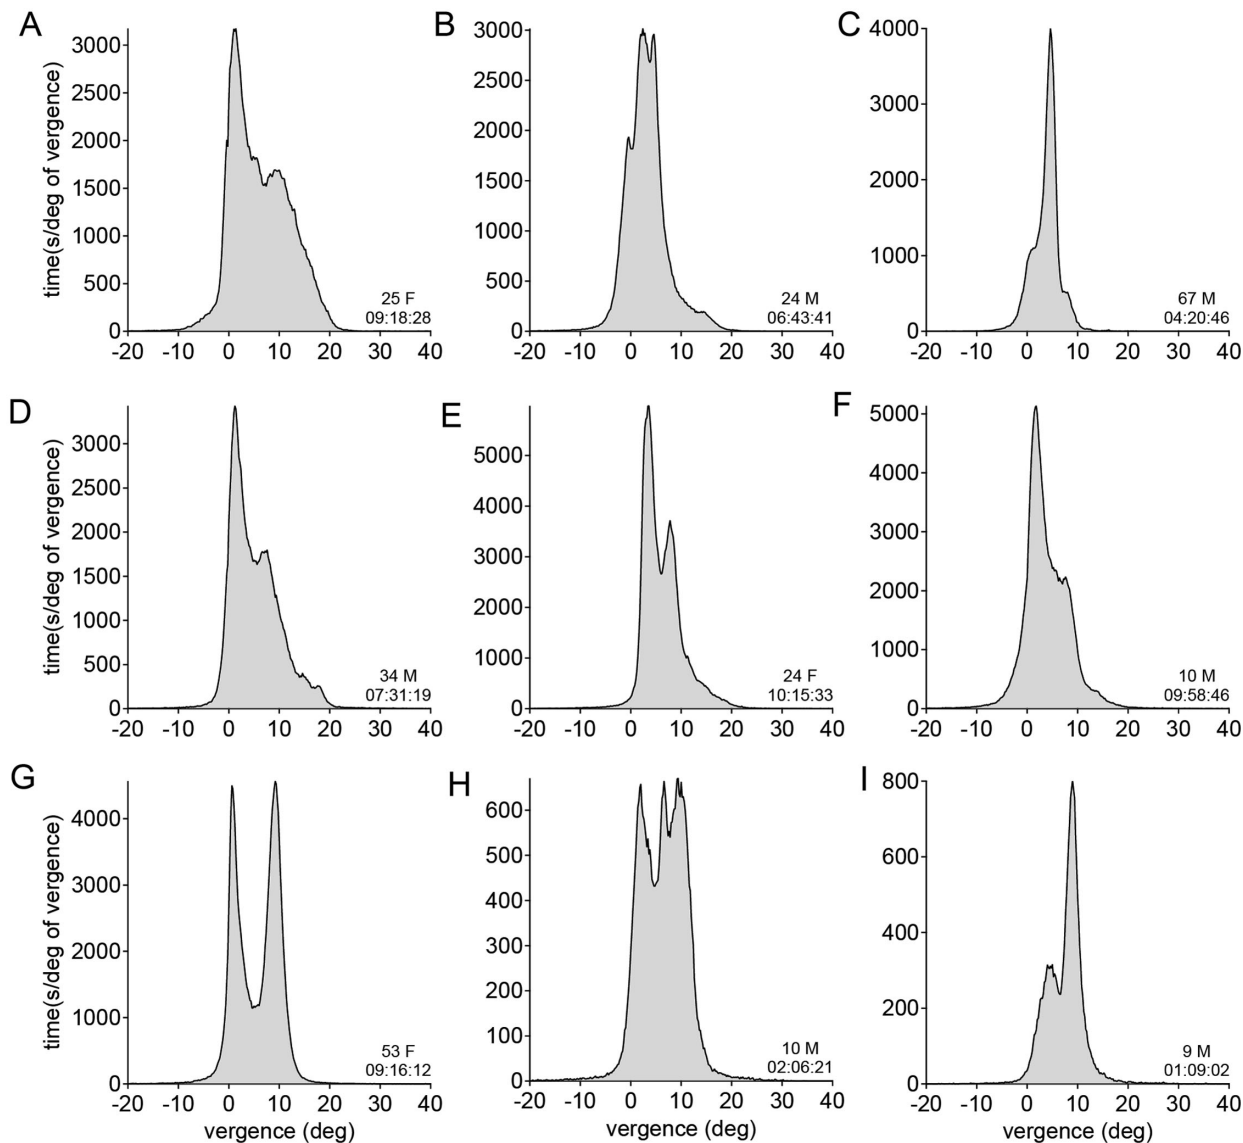 A
B
C
time(s/deg of vergence)
3000
2500
2000
1500
1000
500
0
25 F
09:18:28
-20 -10 0 10 20 30 40
3000
2500
2000
1500
1000
500
0
24 M
06:43:41
-20 -10 0 10 20 30 40
4000
3000
2000
1000
0
67 M
04:20:46
-20 -10 0 10 20 30 40
D
E
F
time(s/deg of vergence)
3000
2500
2000
1500
1000
500
0
34 M
07:31:19
-20 -10 0 10 20 30 40
5000
4000
3000
2000
1000
0
24 F
10:15:33
-20 -10 0 10 20 30 40
5000
4000
3000
2000
1000
0
10 M
09:58:46
-20 -10 0 10 20 30 40
G
H
I
time(s/deg of vergence)
4000
3000
2000
1000
0
53 F
09:16:12
-20 -10 0 10 20 30 40
vergence (deg)
600
500
400
300
200
100
0
10 M
02:06:21
-20 -10 0 10 20 30 40
vergence (deg)
800
600
400
200
0
9 M
01:09:02
-20 -10 0 10 20 30 40
vergence (deg)